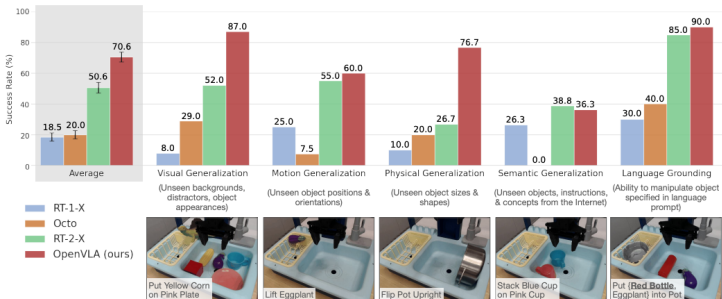 100
80
60
40
20
0
Success Rate (%)
18.5
20.0
50.6
70.6
Average
8.0
29.0
52.0
87.0
Visual Generalization
(Unseen backgrounds,
distractors, object
appearances)
25.0
7.5
55.0
60.0
Motion Generalization
(Unseen object positions &
orientations)
10.0
20.0
26.7
76.7
Physical Generalization
(Unseen object sizes &
shapes)
26.3
0.0
38.8
36.3
Semantic Generalization
(Unseen objects, instructions,
& concepts from the Internet)
30.0
40.0
85.0
90.0
Language Grounding
(Ability to manipulate object
specified in language
prompt)
RT-1-X
Octo
RT-2-X
OpenVLA (ours)
Put Yellow Corn
on Pink Plate
Lift Eggplant
Flip Pot Upright
Stack Blue Cup
on Pink Cup
Put {Red Bottle,
Eggplant} into Pot